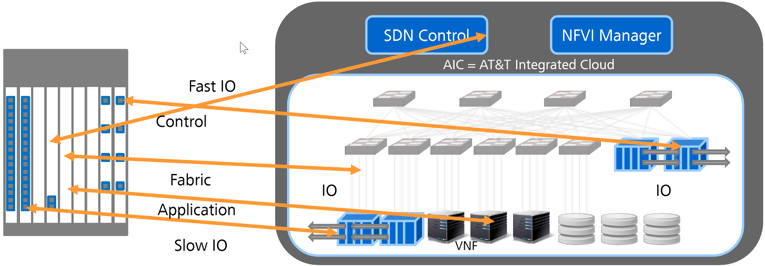 SDN Control
NFVI Manager
AIC = AT&T Integrated Cloud
Fast IO
Control
Fabric
IO
IO
Application
Slow IO
VNF